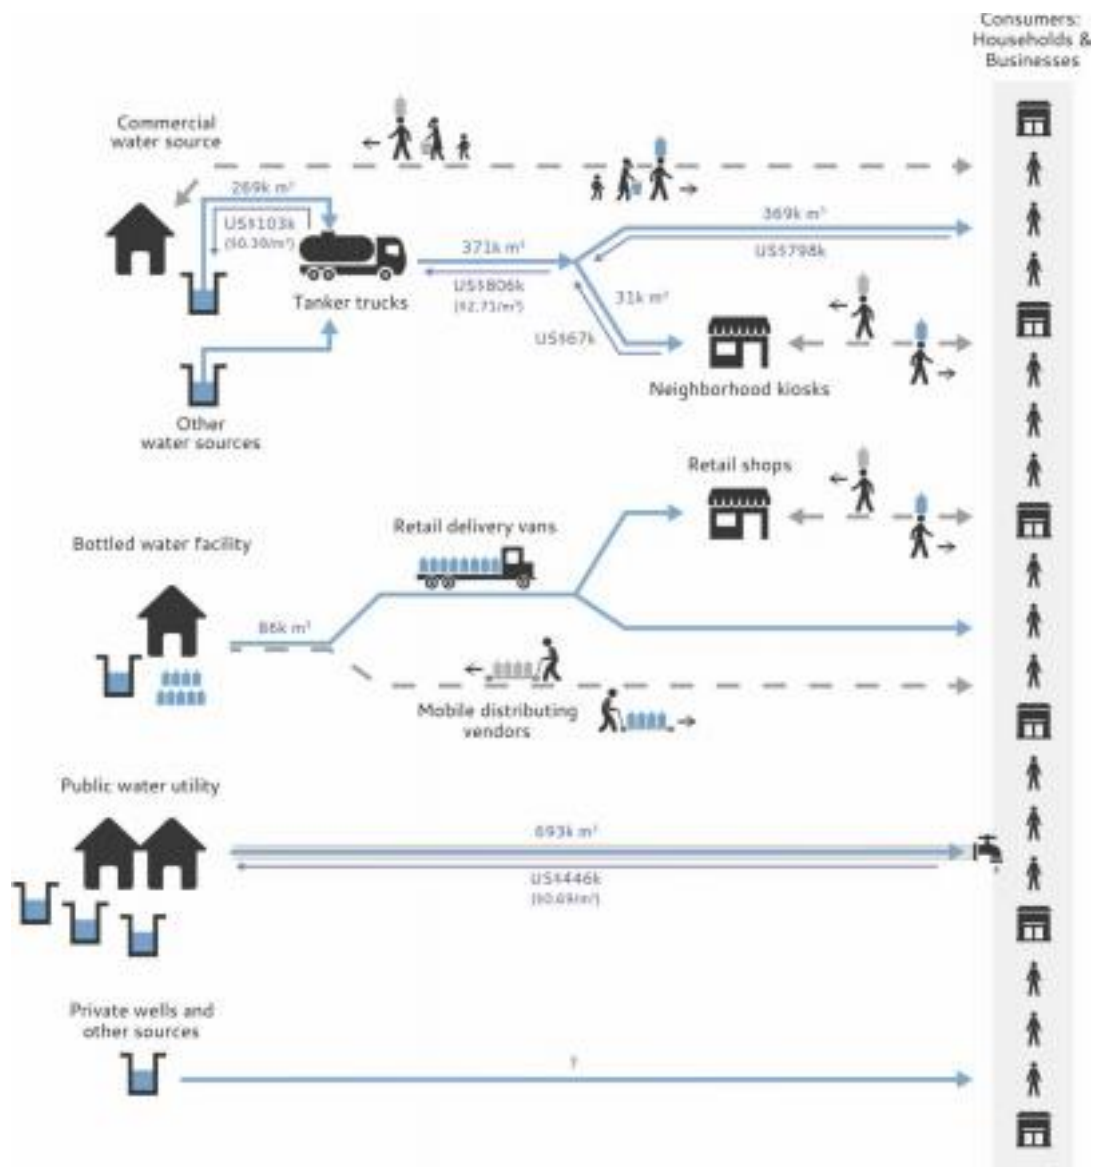 Consumers:
Households &
Businesses
Commercial
water source
269k m³
US$103k
Tanker trucks
371k m³
US$806k
($2.71/m³)
369k m³
US$798k
31k m³
US$67k
Neighborhood kiosks
Other
water sources
Retail shops
Retail delivery vans
Bottled water facility
86k m³
Mobile distributing
vendors
Public water utility
693k m³
US$446k
($0.69/m³)
Private wells and
other sources
?